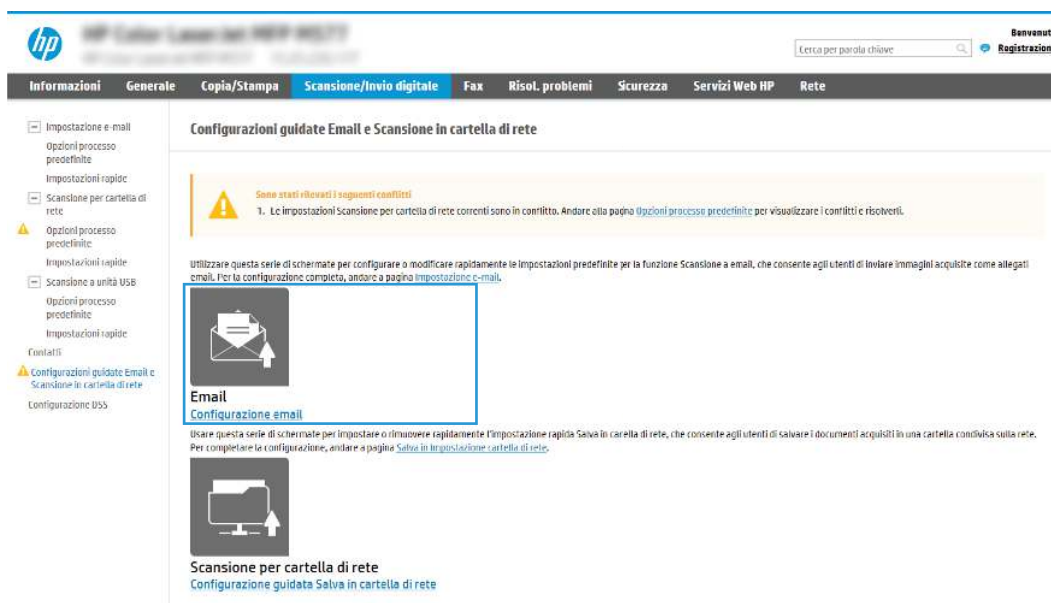 hp
Benvenut
Cerca per parola chiave
Registrazion
Informazioni Generale Copia/Stampa Scansione/Invio digitale Fax Risol. problemi Sicurezza Servizi Web HP Rete
Impostazione e-mail
Opzioni processo
predefinite
Impostazioni rapide
Scansione per cartella di
rete
Opzioni processo
predefinite
Impostazioni rapide
Scansione a unità USB
Opzioni processo
predefinite
Impostazioni rapide
Contatti
Configurazioni guidate Email e
Scansione in cartella di rete
Configurazione DSS
Configurazioni guidate Email e Scansione in cartella di rete
Sono stati rilevati i seguenti conflitti
1. Le impostazioni Scansione per cartella di rete correnti sono in conflitto. Andare alla pagina Opzioni processo predefinite per visualizzare i conflitti e risolverli.
Utilizzare questa serie di schermate per configurare o modificare rapidamente le impostazioni predefinite per la funzione Scansione a email, che consente agli utenti di inviare immagini acquisite come allegati
email. Per la configurazione completa, andare a pagina Impostazione e-mail.
Email
Configurazione email
Usare questa serie di schermate per impostare o rimuovere rapidamente l'impostazione rapida Salva in carella di rete, che consente agli utenti di salvare i documenti acquisiti in una cartella condivisa sulla rete.
Per completare la configurazione, andare a pagina Salva in Impostazione cartella di rete.
Scansione per cartella di rete
Configurazione guidata Salva in cartella di rete